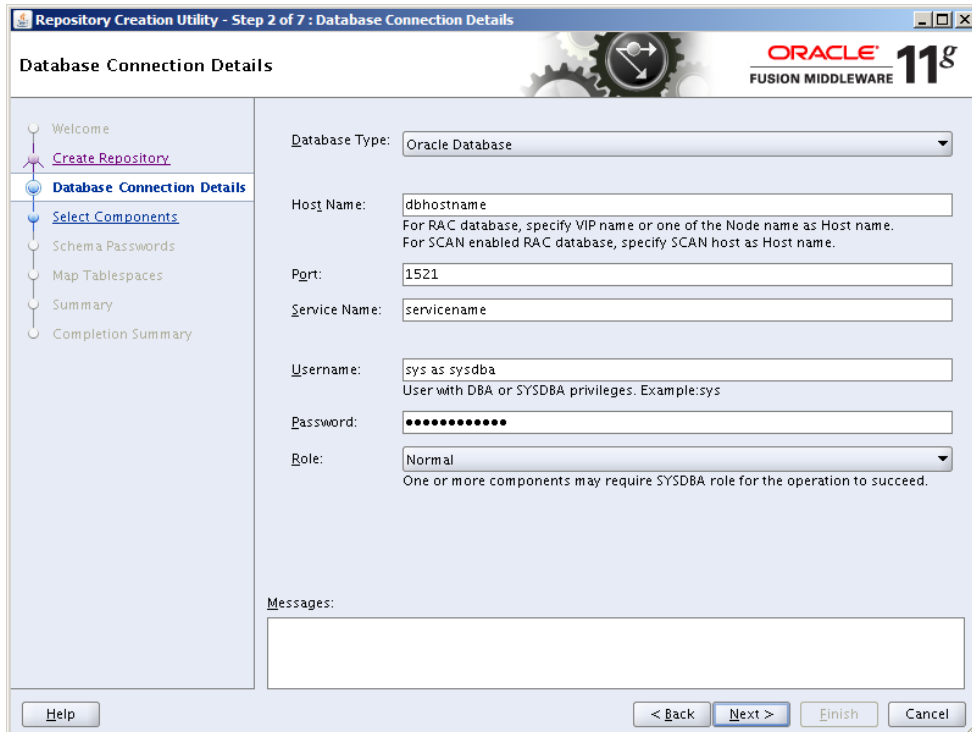 Repository Creation Utility - Step 2 of 7 : Database Connection Details
Database Connection Details
ORACLE®
FUSION MIDDLEWARE
11g
Welcome
Create Repository
Database Connection Details
Select Components
Schema Passwords
Map Tablespaces
Summary
Completion Summary
Database Type: Oracle Database
Host Name: dbhostname
For RAC database, specify VIP name or one of the Node name as Host name.
For SCAN enabled RAC database, specify SCAN host as Host name.
Port: 1521
Service Name: servicename
Username: sys as sysdba
User with DBA or SYSDBA privileges. Example:sys
Password: ••••••••••••
Role: Normal
One or more components may require SYSDBA role for the operation to succeed.
Messages:
Help
< Back
Next >
Finish
Cancel